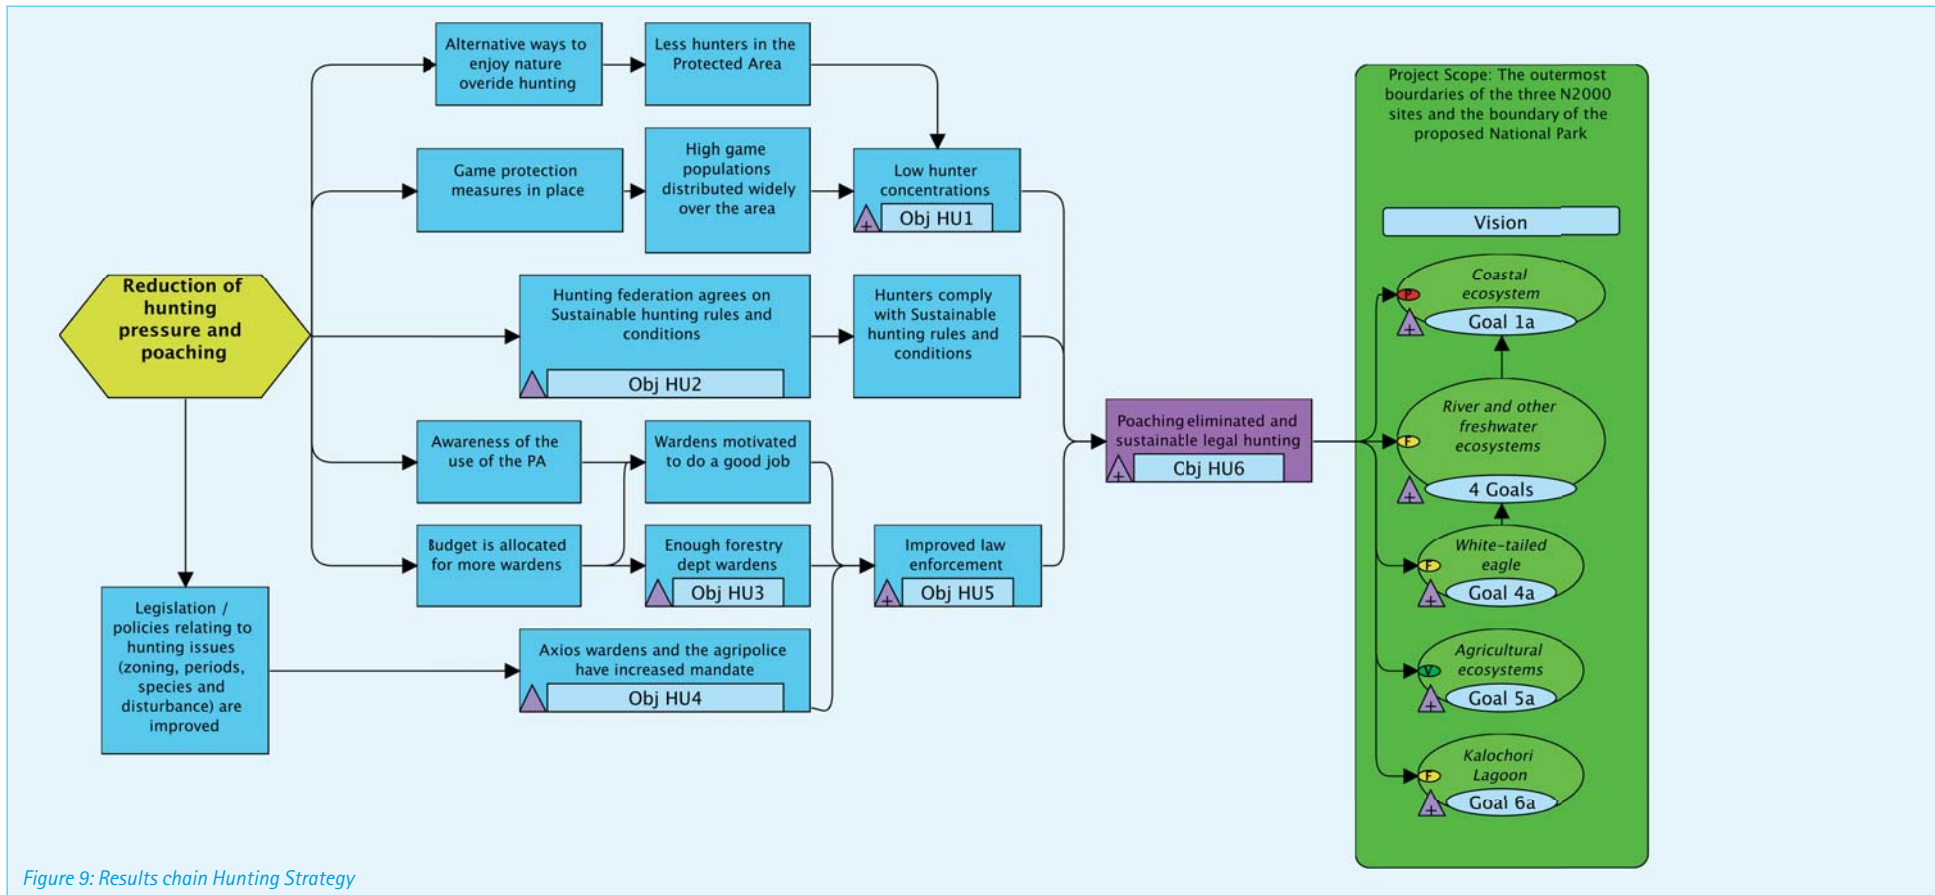 Alternative ways to
enjoy nature
overide hunting
Less hunters in the
Protected Area
Game protection
measures in place
High game
populations
distributed widely
over the area
Low hunter
concentrations
+
Obj HU1
Reduction of
hunting
pressure and
poaching
Hunting federation agrees on
Sustainable hunting rules and
conditions
Obj HU2
Hunters comply
with Sustainable
hunting rules and
conditions
Awareness of the
use of the PA
Wardens motivated
to do a good job
Budget is allocated
for more wardens
Enough forestry
dept wardens
Obj HU3
Improved law
enforcement
+
Obj HU5
Legislation /
policies relating to
hunting issues
(zoning, periods,
species and
disturbance) are
improved
Axios wardens and the agripolice
have increased mandate
Obj HU4
Poaching eliminated and
sustainable legal hunting
+
Cbj HU6
Project Scope: The outermost
bourdaries of the three N2000
sites and the boundary of the
proposed National Park
Vision
Coastal
ecosystem
P
+
Goal 1a
River and other
freshwater
ecosystems
F
+
4 Goals
White-tailed
eagle
F
+
Goal 4a
Agricultural
ecosystems
V
+
Goal 5a
Kalochori
Lagoon
F
+
Goal 6a
Figure 9: Results chain Hunting Strategy